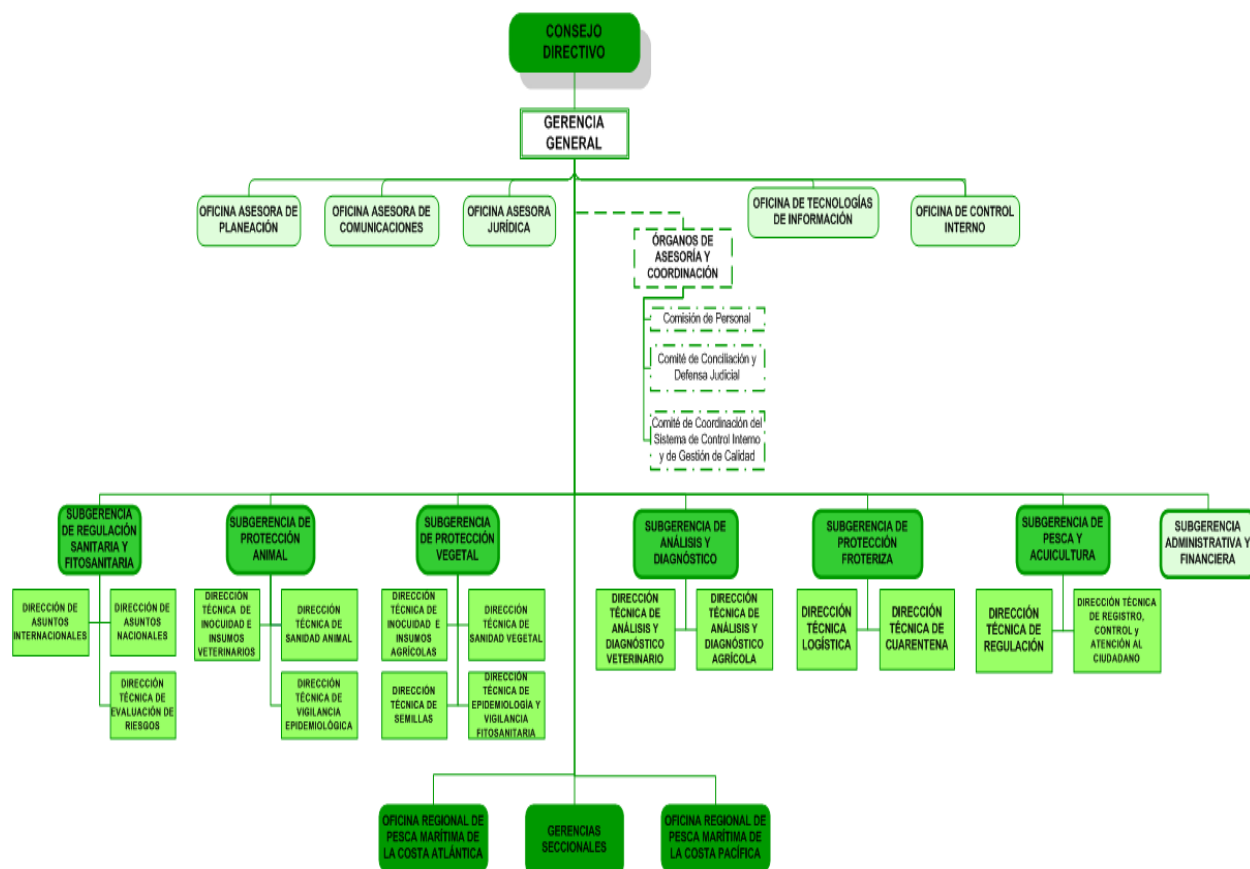 CONSEJO
DIRECTIVO
GERENCIA
GENERAL
OFICINA ASESORA DE
PLANEACIÓN
OFICINA ASESORA DE
COMUNICACIONES
OFICINA ASESORA
JURÍDICA
OFICINA DE TECNOLOGÍAS
DE INFORMACIÓN
OFICINA DE CONTROL
INTERNO
ÓRGANOS DE
ASESORÍA Y
COORDINACIÓN
Comisión de Personal
Comité de Conciliación y
Defensa Judicial
Comité de Coordinación del
Sistema de Control Interno
y de Gestión de Calidad
SUBGERENCIA
DE REGULACIÓN
SANITARIA Y
FITOSANITARIA
SUBGERENCIA DE
PROTECCIÓN
ANIMAL
SUBGERENCIA
DE PROTECCIÓN
VEGETAL
SUBGERENCIA DE
ANÁLISIS Y
DIAGNÓSTICO
SUBGERENCIA DE
PROTECCIÓN
FROTERIZA
SUBGERENCIA DE
PESCA Y
ACUICULTURA
SUBGERENCIA
ADMINISTRATIVA Y
FINANCIERA
DIRECCIÓN DE
ASUNTOS
INTERNACIONALES
DIRECCIÓN DE
ASUNTOS
NACIONALES
DIRECCIÓN
TÉCNICA DE
INOCUIDAD E
INSUMOS
VETERINARIOS
DIRECCIÓN
TÉCNICA DE
SANIDAD ANIMAL
DIRECCIÓN
TÉCNICA DE
INOCUIDAD E
INSUMOS
AGRÍCOLAS
DIRECCIÓN
TÉCNICA DE
SANIDAD VEGETAL
DIRECCIÓN
TÉCNICA DE
ANÁLISIS Y
DIAGNÓSTICO
VETERINARIO
DIRECCIÓN
TÉCNICA DE
ANÁLISIS Y
DIAGNÓSTICO
AGRÍCOLA
DIRECCIÓN
TÉCNICA
LOGÍSTICA
DIRECCIÓN
TÉCNICA DE
CUARENTENA
DIRECCIÓN
TÉCNICA DE
REGULACIÓN
DIRECCIÓN TÉCNICA
DE REGISTRO,
CONTROL y
ATENCIÓN AL
CIUDADANO
DIRECCIÓN
TÉCNICA DE
EVALUACIÓN DE
RIESGOS
DIRECCIÓN
TÉCNICA DE
VIGILANCIA
EPIDEMIOLÓGICA
DIRECCIÓN
TÉCNICA DE
SEMILLAS
DIRECCIÓN
TÉCNICA DE
EPIDEMIOLOGÍA Y
VIGILANCIA
FITOSANITARIA
OFICINA REGIONAL DE
PESCA MARÍTIMA DE
LA COSTA ATLÁNTICA
GERENCIAS
SECCIONALES
OFICINA REGIONAL DE
PESCA MARÍTIMA DE
LA COSTA PACÍFICA